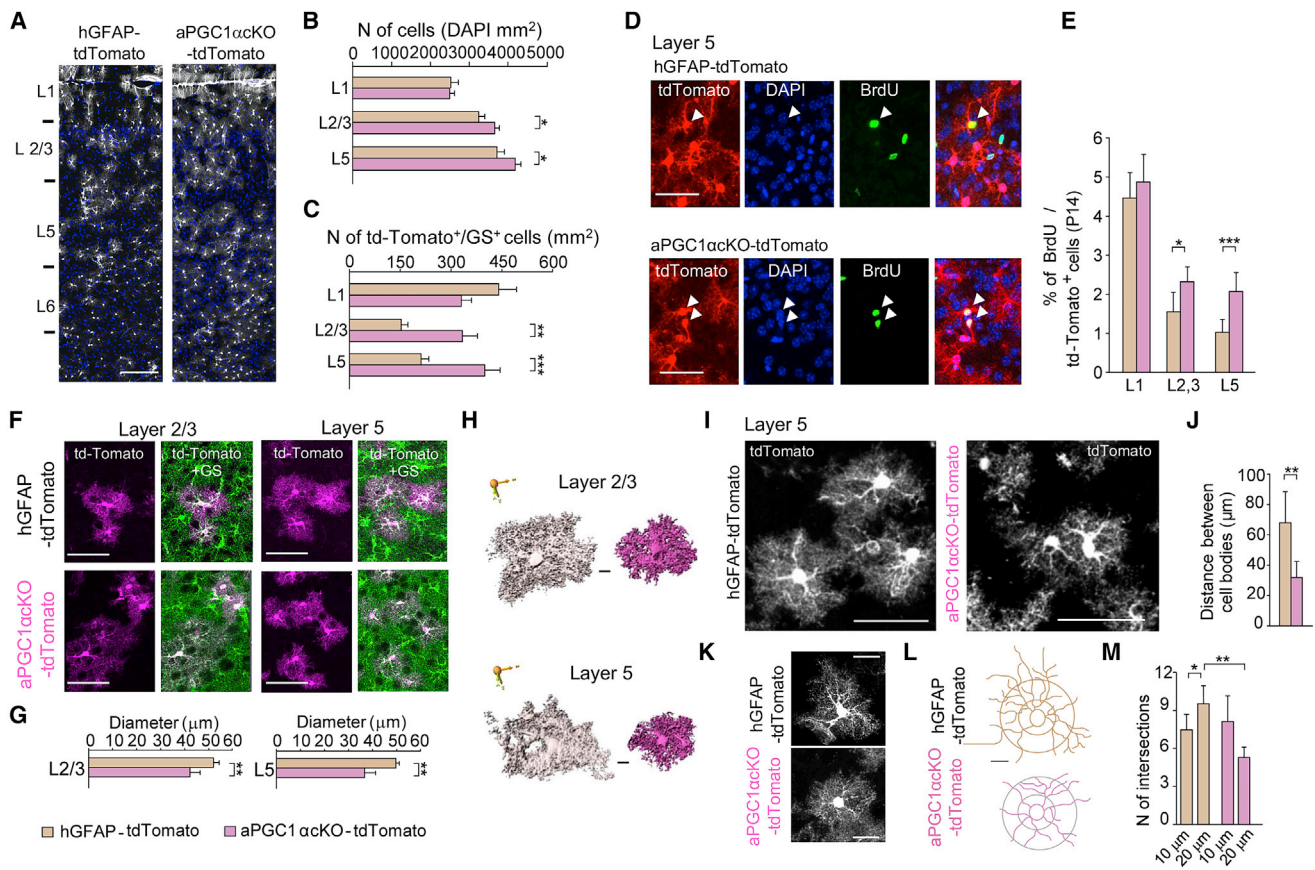 A
hGFAP-
tdTomato
aPGC1αcKO
-tdTomato
L1
L 2/3
L5
L6
B
N of cells (DAPI mm²)
0 1000 2000 3000 4000 5000
L1
L2/3
*
L5
*
C
N of td-Tomato⁺/GS⁺ cells (mm²)
0 150 300 450 600
L1
L2/3
**
L5
***
D
Layer 5
hGFAP-tdTomato
tdTomato DAPI BrdU
aPGC1αcKO-tdTomato
tdTomato DAPI BrdU
E
% of BrdU /
td-Tomato⁺ cells (P14)
6
5
4
3
2
1
0
* ***
L1 L2,3 L5
F
Layer 2/3 Layer 5
td-Tomato td-Tomato
+GS
td-Tomato td-Tomato
+GS
hGFAP
-tdTomato
aPGC1αcKO
-tdTomato
G
Diameter (μm) Diameter (μm)
0 10 20 30 40 50 60 0 10 20 30 40 50 60
L2/3 ** L5 **
hGFAP-tdTomato aPGC1αcKO-tdTomato
H
Layer 2/3
Layer 5
I
Layer 5
hGFAP-tdTomato
tdTomato
aPGC1αcKO-tdTomato
tdTomato
J
Distance between
cell bodies (μm)
100
80
60
40
20
0
**
K
hGFAP
-tdTomato
aPGC1αcKO
-tdTomato
L
hGFAP
-tdTomato
aPGC1αcKO
-tdTomato
M
N of intersections
12
9
6
3
0
* **
10 μm 20 μm 10 μm 20 μm